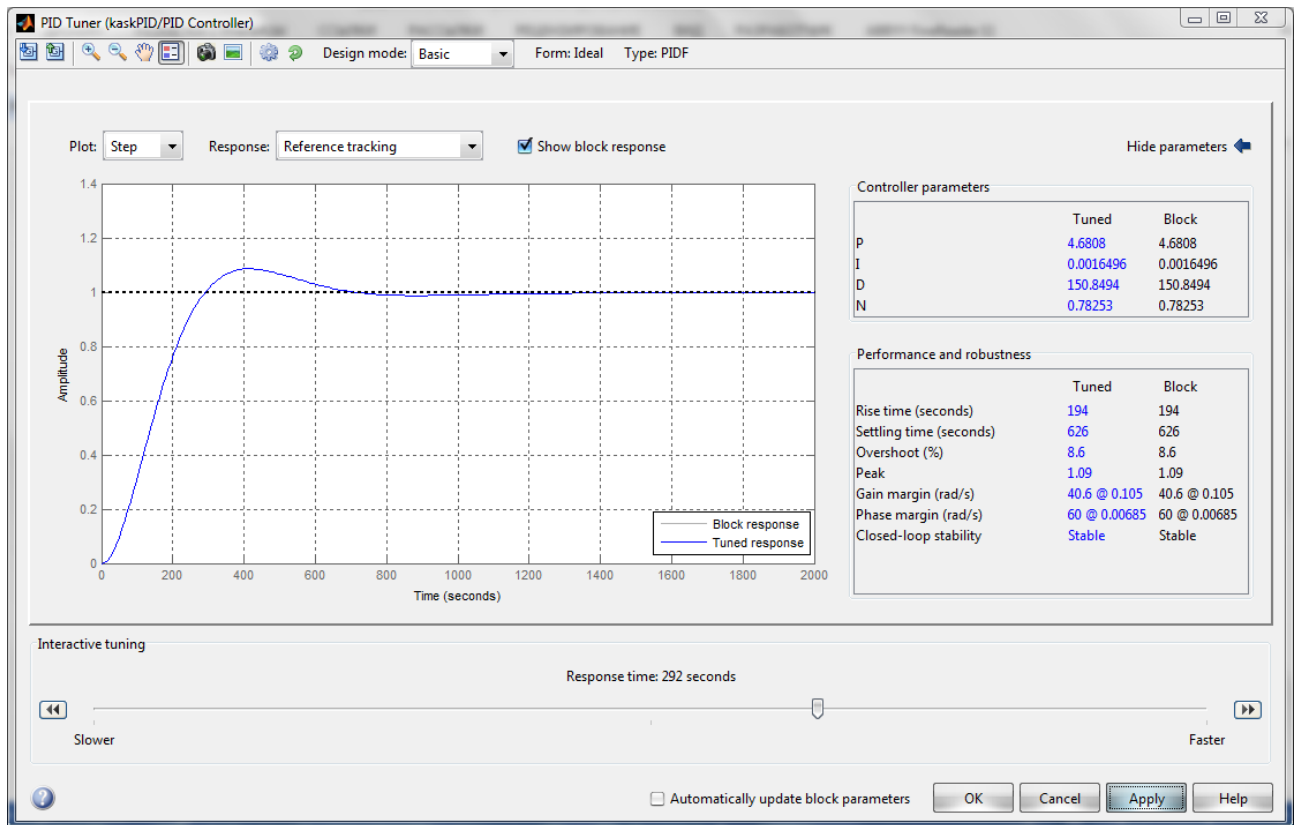 PID Tuner (kaskPID/PID Controller)
Design mode: Basic Form: Ideal Type: PIDF
Plot: Step Response: Reference tracking Show block response Hide parameters
1.4
1.2
1
0.8
0.6
0.4
0.2
0
Amplitude
0 200 400 600 800 1000 1200 1400 1600 1800 2000
Time (seconds)
Block response
Tuned response
Controller parameters
Tuned Block
P 4.6808 4.6808
I 0.0016496 0.0016496
D 150.8494 150.8494
N 0.78253 0.78253
Performance and robustness
Tuned Block
Rise time (seconds) 194 194
Settling time (seconds) 626 626
Overshoot (%) 8.6 8.6
Peak 1.09 1.09
Gain margin (rad/s) 40.6 @ 0.105 40.6 @ 0.105
Phase margin (rad/s) 60 @ 0.00685 60 @ 0.00685
Closed-loop stability Stable Stable
Interactive tuning
Response time: 292 seconds
Slower Faster
Automatically update block parameters OK Cancel Apply Help